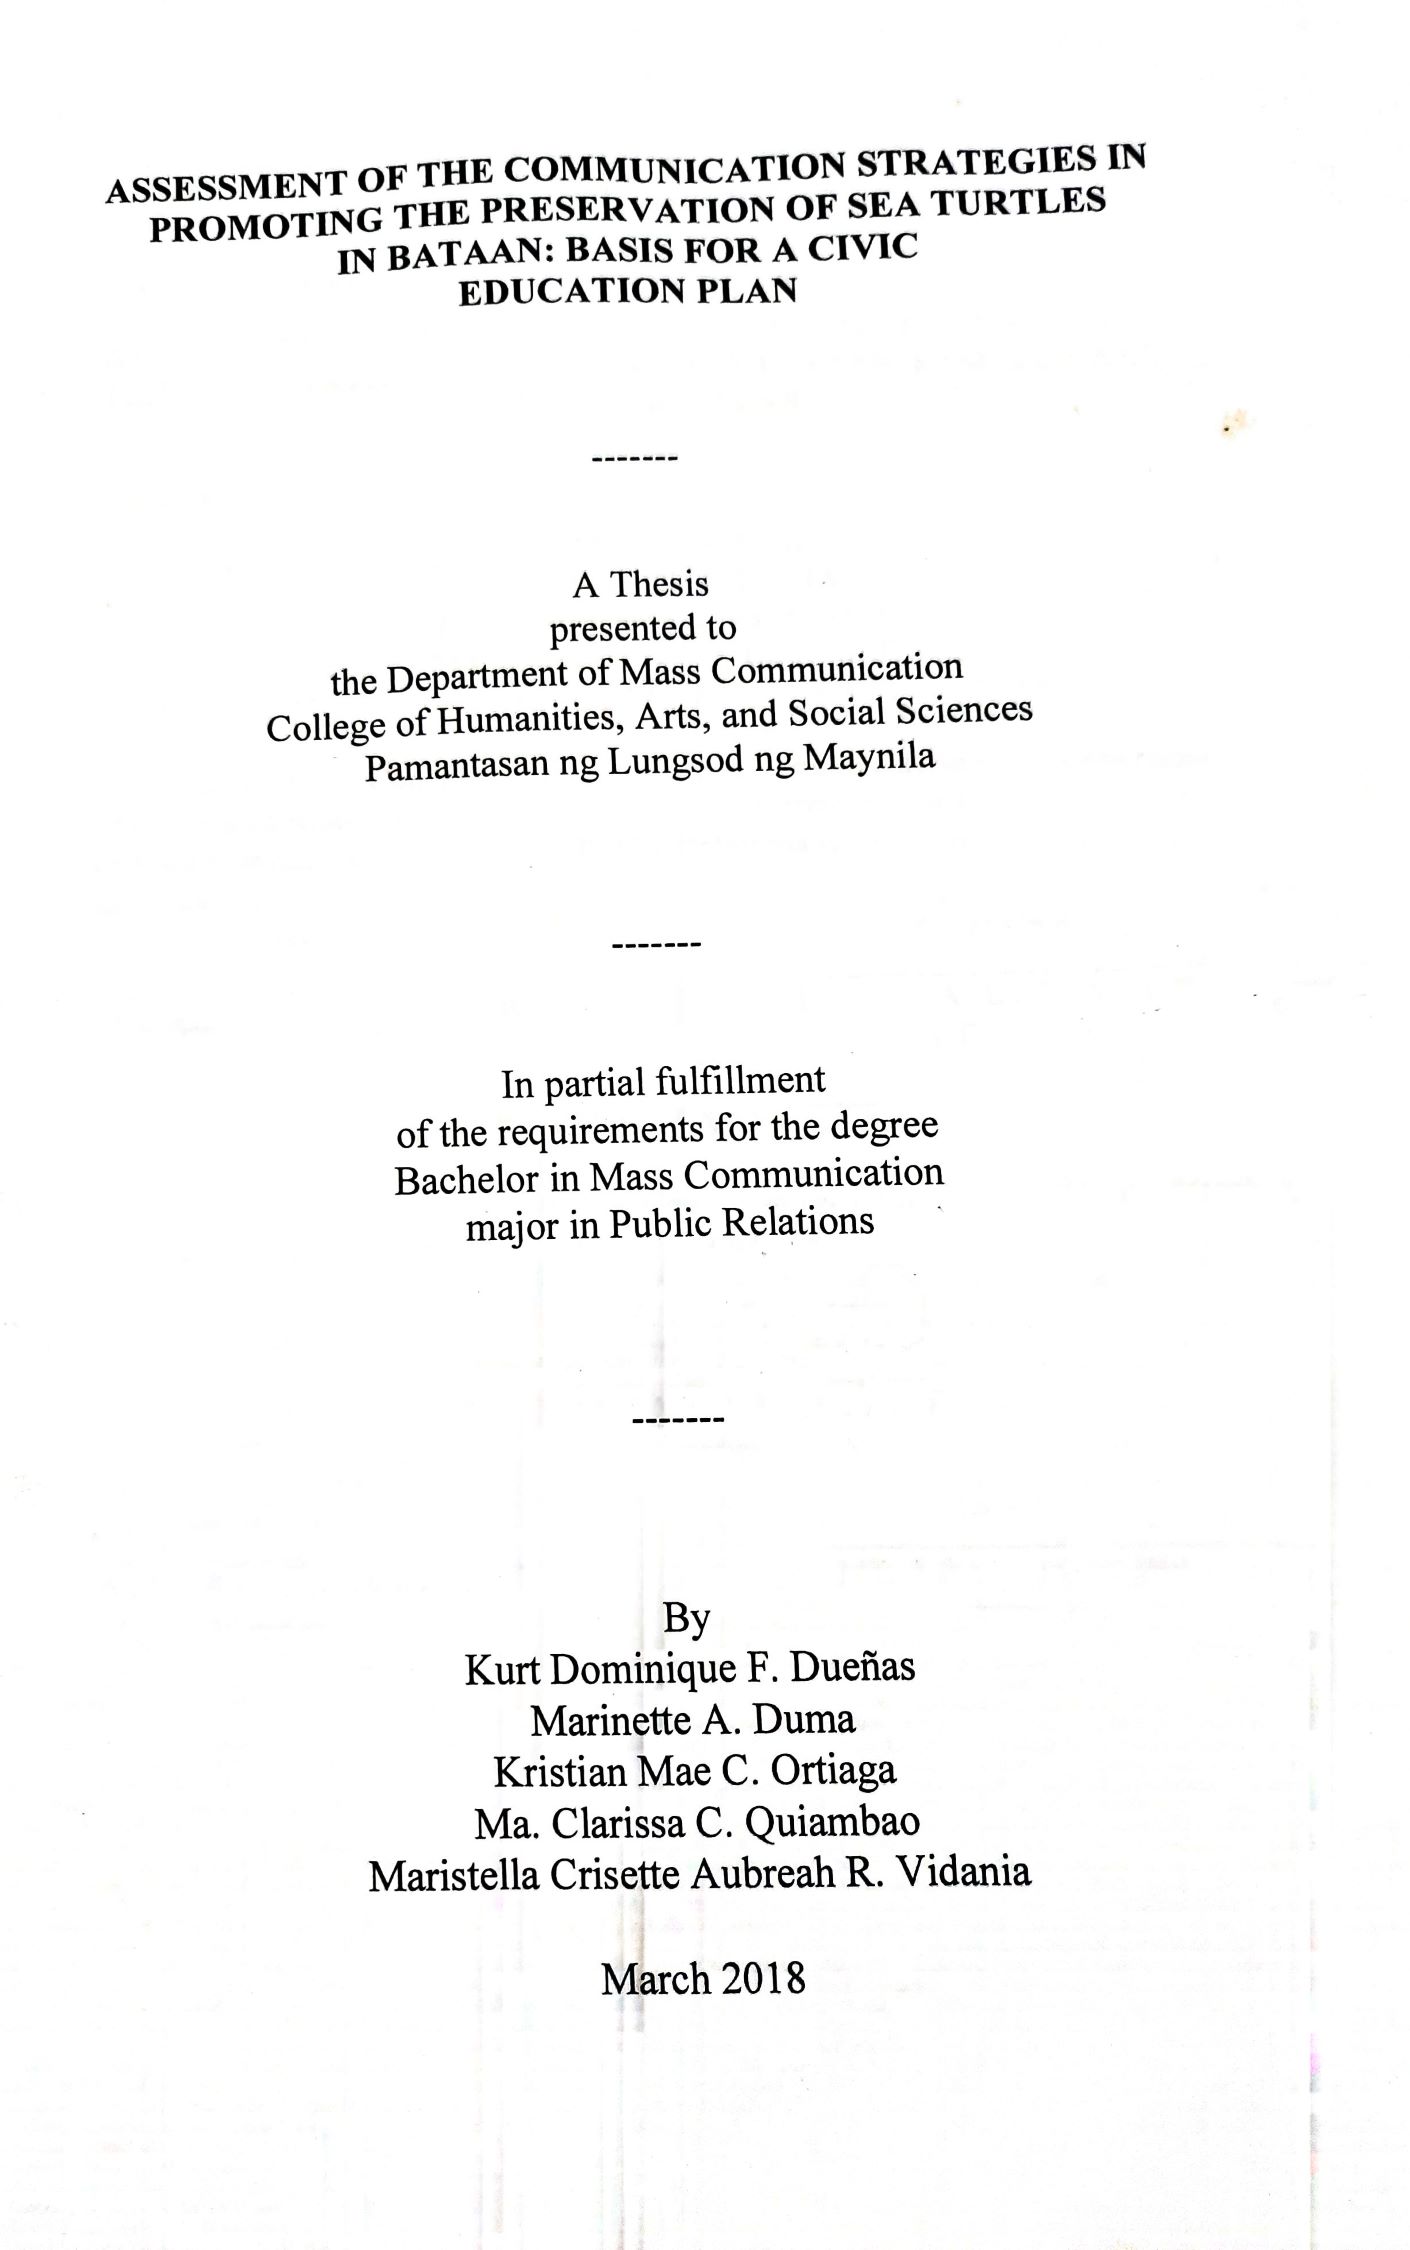 ASSESSMENT OF THE COMMUNICATION STRATEGIES IN
PROMOTING THE PRESERVATION OF SEA TURTLES
IN BATAAN: BASIS FOR A CIVIC
EDUCATION PLAN
-------
A Thesis
presented to
the Department of Mass Communication
College of Humanities, Arts, and Social Sciences
Pamantasan ng Lungsod ng Maynila
-------
In partial fulfillment
of the requirements for the degree
Bachelor in Mass Communication
major in Public Relations
-------
By
Kurt Dominique F. Dueñas
Marinette A. Duma
Kristian Mae C. Ortiaga
Ma. Clarissa C. Quiambao
Maristella Crisette Aubreah R. Vidania
March 2018